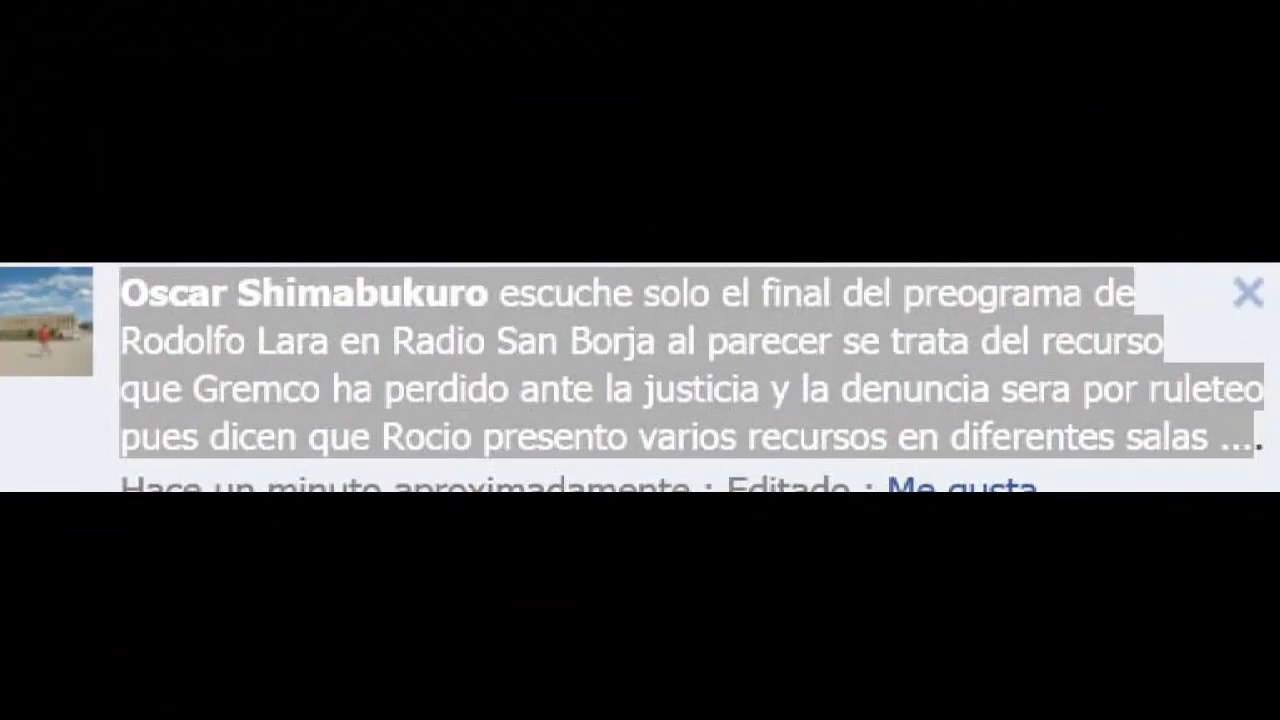 Oscar Shimabukuro escuche solo el final del preograma de
Rodolfo Lara en Radio San Borja al parecer se trata del recurso
que Gremco ha perdido ante la justicia y la denuncia sera por ruleteo
pues dicen que Rocio presento varios recursos en diferentes salas ....
Hace un minuto aproximadamente · Editado · Me gusta